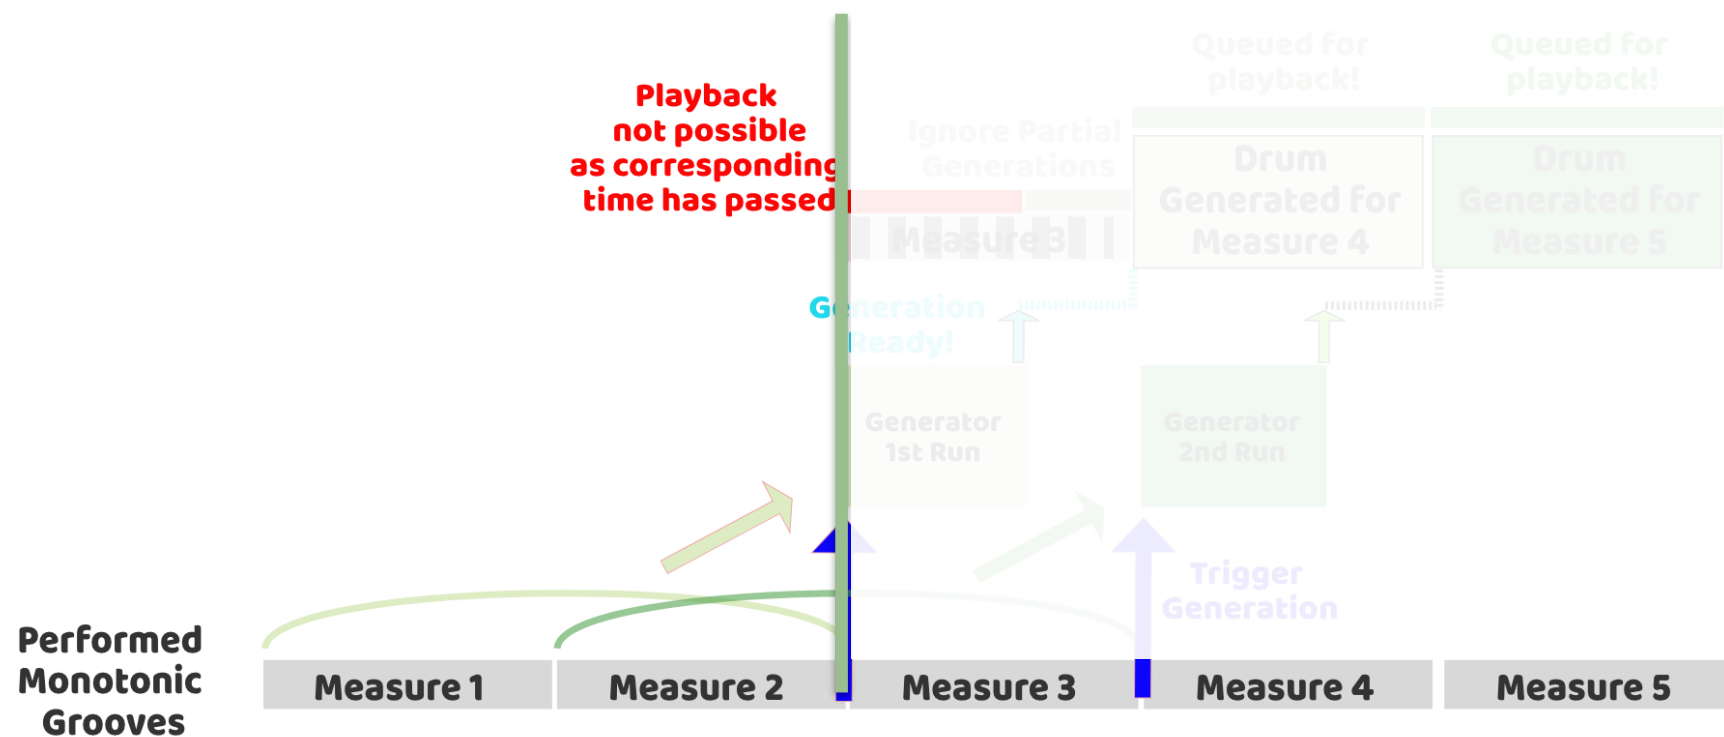 Queued for
playback!
Queued for
playback!
Playback
not possible
as corresponding
time has passed
Ignore Partial
Generations
Drum
Generated for
Measure 4
Drum
Generated for
Measure 5
Measure 3
Generation
Ready!
Generator
1st Run
Generator
2nd Run
Trigger
Generation
Performed
Monotonic
Grooves
Measure 1
Measure 2
Measure 3
Measure 4
Measure 5